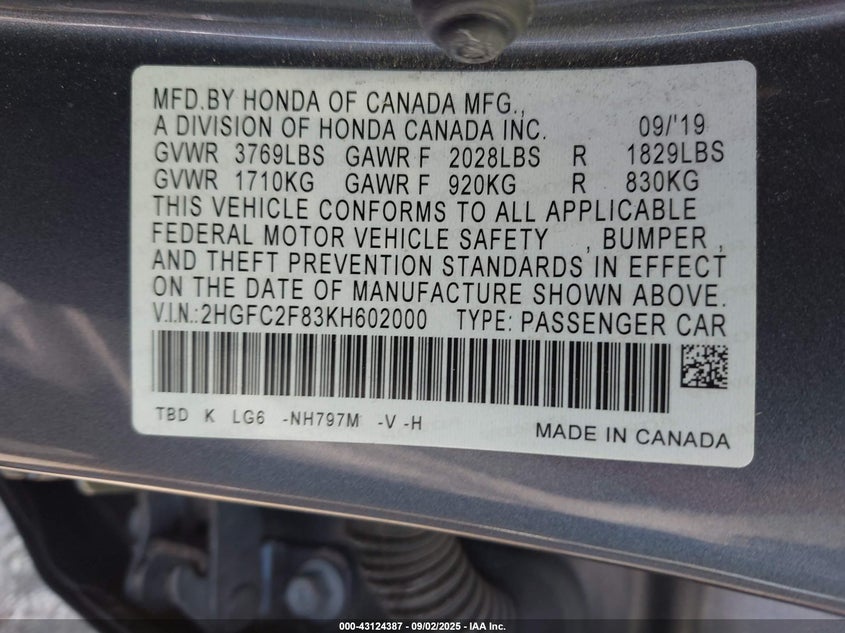 MFD.BY HONDA OF CANADA MFG.,
A DIVISION OF HONDA CANADA INC. 09/'19
GVWR 3769LBS GAWR F 2028LBS R 1829LBS
GVWR 1710KG GAWR F 920KG R 830KG
THIS VEHICLE CONFORMS TO ALL APPLICABLE
FEDERAL MOTOR VEHICLE SAFETY , BUMPER ,
AND THEFT PREVENTION STANDARDS IN EFFECT
ON THE DATE OF MANUFACTURE SHOWN ABOVE.
V.I.N.:2HGFC2F83KH602000 TYPE: PASSENGER CAR
TBD K LG6 -NH797M -V -H
MADE IN CANADA
000-43124387 - 09/02/2025 - IAA Inc.